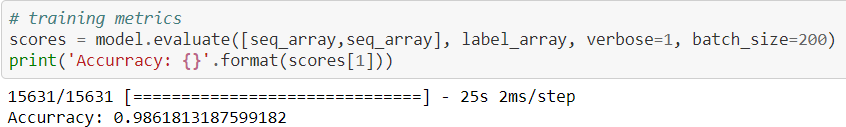 # training metrics
scores = model.evaluate([seq_array,seq_array], label_array, verbose=1, batch_size=200)
print('Accurracy: {}'.format(scores[1]))
15631/15631 [==============================] - 25s 2ms/step
Accurracy: 0.9861813187599182